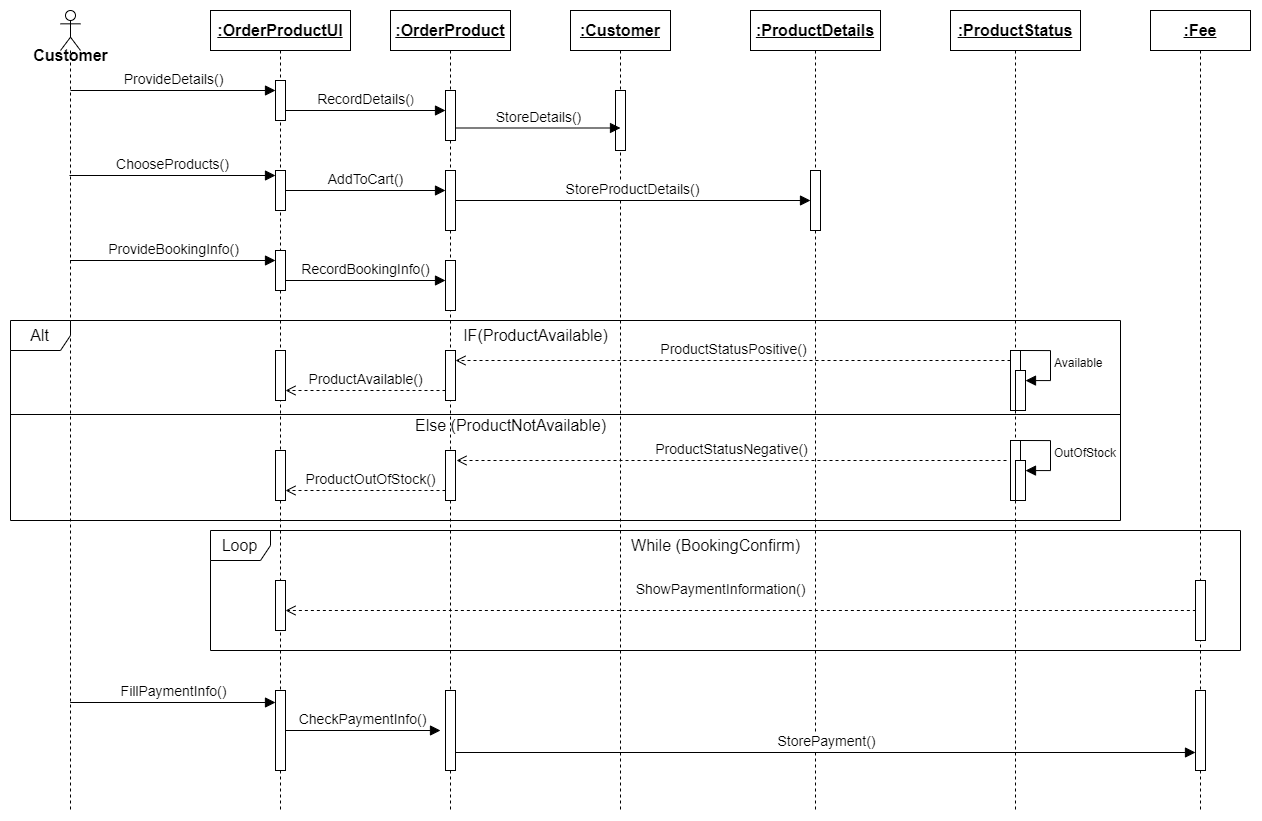 Customer
:OrderProductUI
:OrderProduct
:Customer
:ProductDetails
:ProductStatus
:Fee
ProvideDetails()
RecordDetails()
StoreDetails()
ChooseProducts()
AddToCart()
StoreProductDetails()
ProvideBookingInfo()
RecordBookingInfo()
Alt
IF(ProductAvailable)
ProductStatusPositive()
Available
ProductAvailable()
Else (ProductNotAvailable)
ProductStatusNegative()
OutOfStock
ProductOutOfStock()
Loop
While (BookingConfirm)
ShowPaymentInformation()
FillPaymentInfo()
CheckPaymentInfo()
StorePayment()